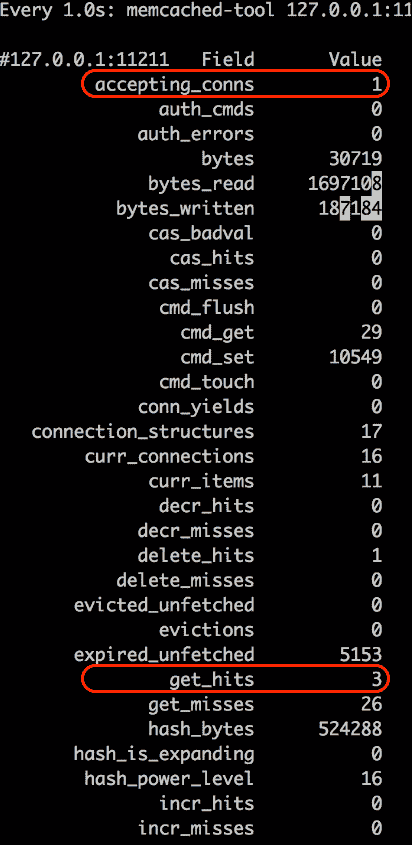 Every 1.0s: memcached-tool 127.0.0.1:11
#127.0.0.1:11211 Field Value
accepting_conns 1
auth_cmds 0
auth_errors 0
bytes 30719
bytes_read 1697108
bytes_written 187184
cas_badval 0
cas_hits 0
cas_misses 0
cmd_flush 0
cmd_get 29
cmd_set 10549
cmd_touch 0
conn_yields 0
connection_structures 17
curr_connections 16
curr_items 11
decr_hits 0
decr_misses 0
delete_hits 1
delete_misses 0
evicted_unfetched 0
evictions 0
expired_unfetched 5153
get_hits 3
get_misses 26
hash_bytes 524288
hash_is_expanding 0
hash_power_level 16
incr_hits 0
incr_misses 0